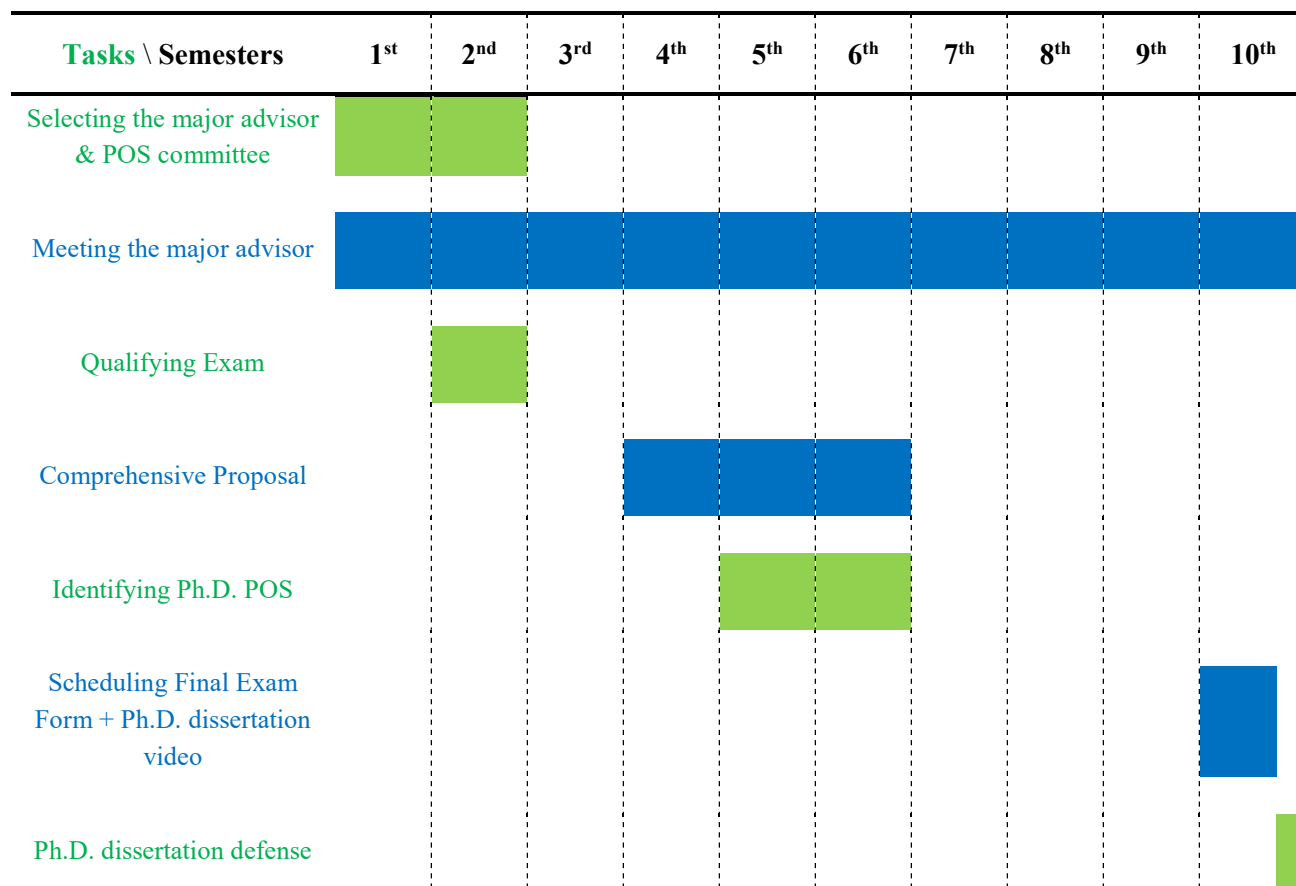 Tasks \ Semesters 1st 2nd 3rd 4th 5th 6th 7th 8th 9th 10th
Selecting the major advisor
& POS committee
Meeting the major advisor
Qualifying Exam
Comprehensive Proposal
Identifying Ph.D. POS
Scheduling Final Exam
Form + Ph.D. dissertation
video
Ph.D. dissertation defense